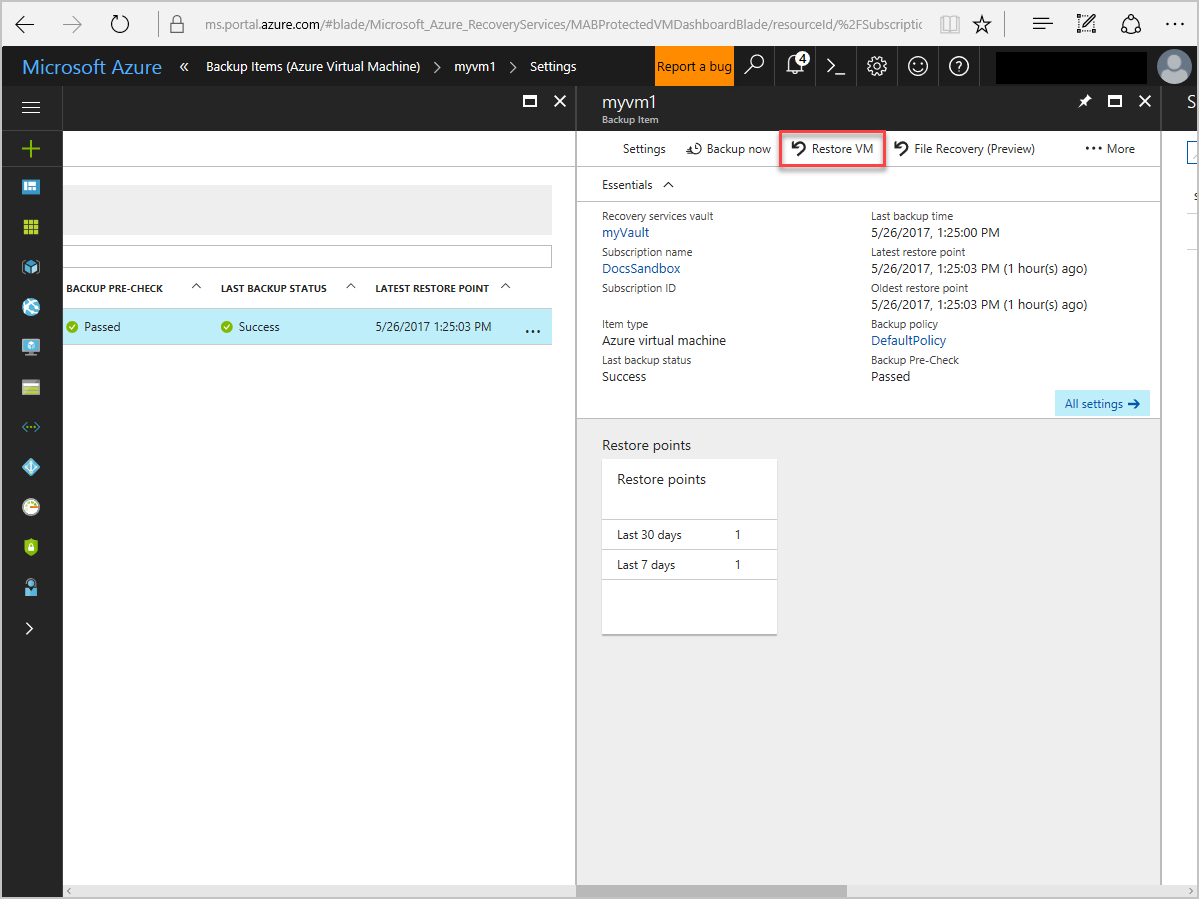 ms.portal.azure.com/#blade/Microsoft_Azure_RecoveryServices/MABProtectedVMDashboardBlade/resourceId/%2FSubscriptic
Microsoft Azure « Backup Items (Azure Virtual Machine) > myvm1 > Settings Report a bug 4
myvm1
Backup Item
Settings Backup now Restore VM File Recovery (Preview) ··· More
Essentials
Recovery services vault
myVault
Subscription name
DocsSandbox
Subscription ID
Item type
Azure virtual machine
Last backup status
Success
Last backup time
5/26/2017, 1:25:00 PM
Latest restore point
5/26/2017, 1:25:03 PM (1 hour(s) ago)
Oldest restore point
5/26/2017, 1:25:03 PM (1 hour(s) ago)
Backup policy
DefaultPolicy
Backup Pre-Check
Passed
All settings →
BACKUP PRE-CHECK LAST BACKUP STATUS LATEST RESTORE POINT
Passed Success 5/26/2017 1:25:03 PM ...
Restore points
Restore points
Last 30 days 1
Last 7 days 1